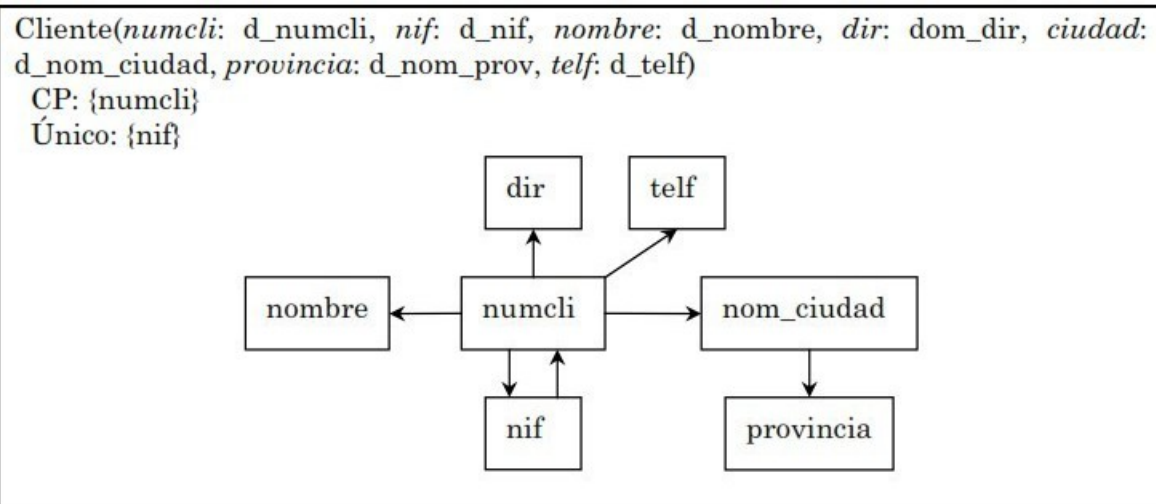 Cliente(numcli: d_numcli, nif: d_nif, nombre: d_nombre, dir: dom_dir, ciudad:
d_nom_ciudad, provincia: d_nom_prov, telf: d_telf)
CP: {numcli}
Único: {nif}
dir
telf
nombre
numcli
nom_ciudad
nif
provincia